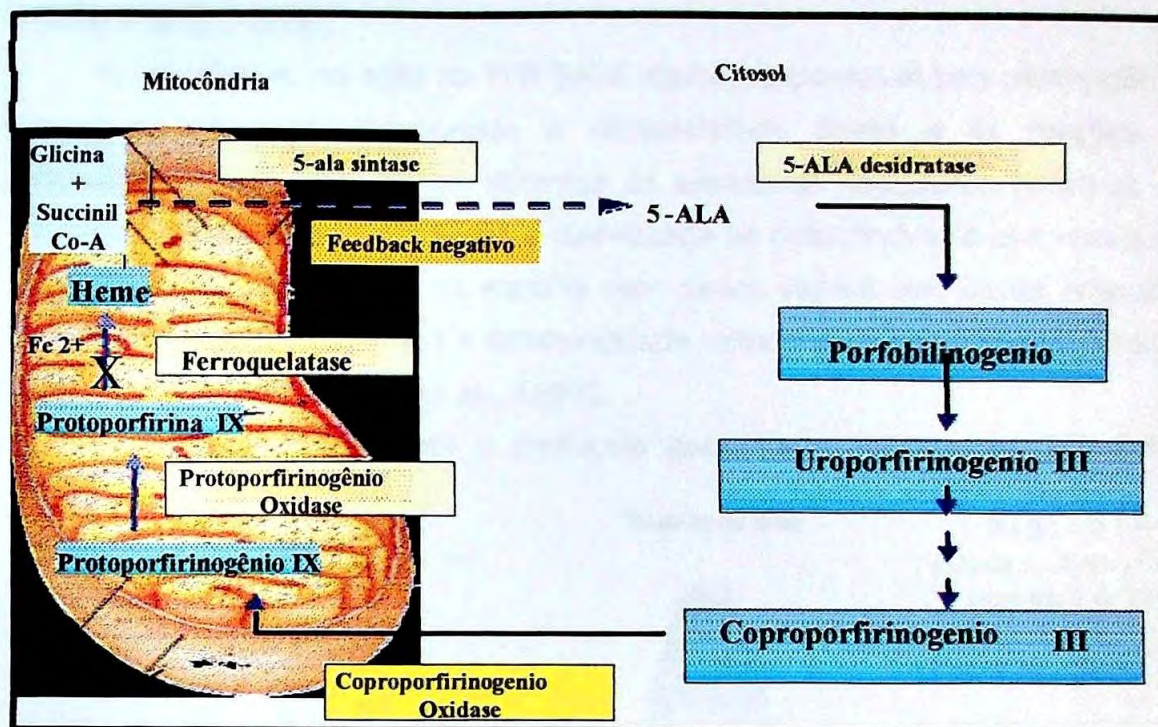 Mitocôndria
Citosol
Glicina
+
Succinil
Co-A
5-ala sintase
5-ALA desidratase
5-ALA
Feedback negativo
Heme
Fe 2+
X
Ferroquelatase
Porfobilinogenio
Protoporfirina IX
Protoporfirinogênio
Oxidase
Uroporfirinogenio III
Protoporfirinogênio IX
Coproporfirinogenio III
Coproporfirinogenio
Oxidase